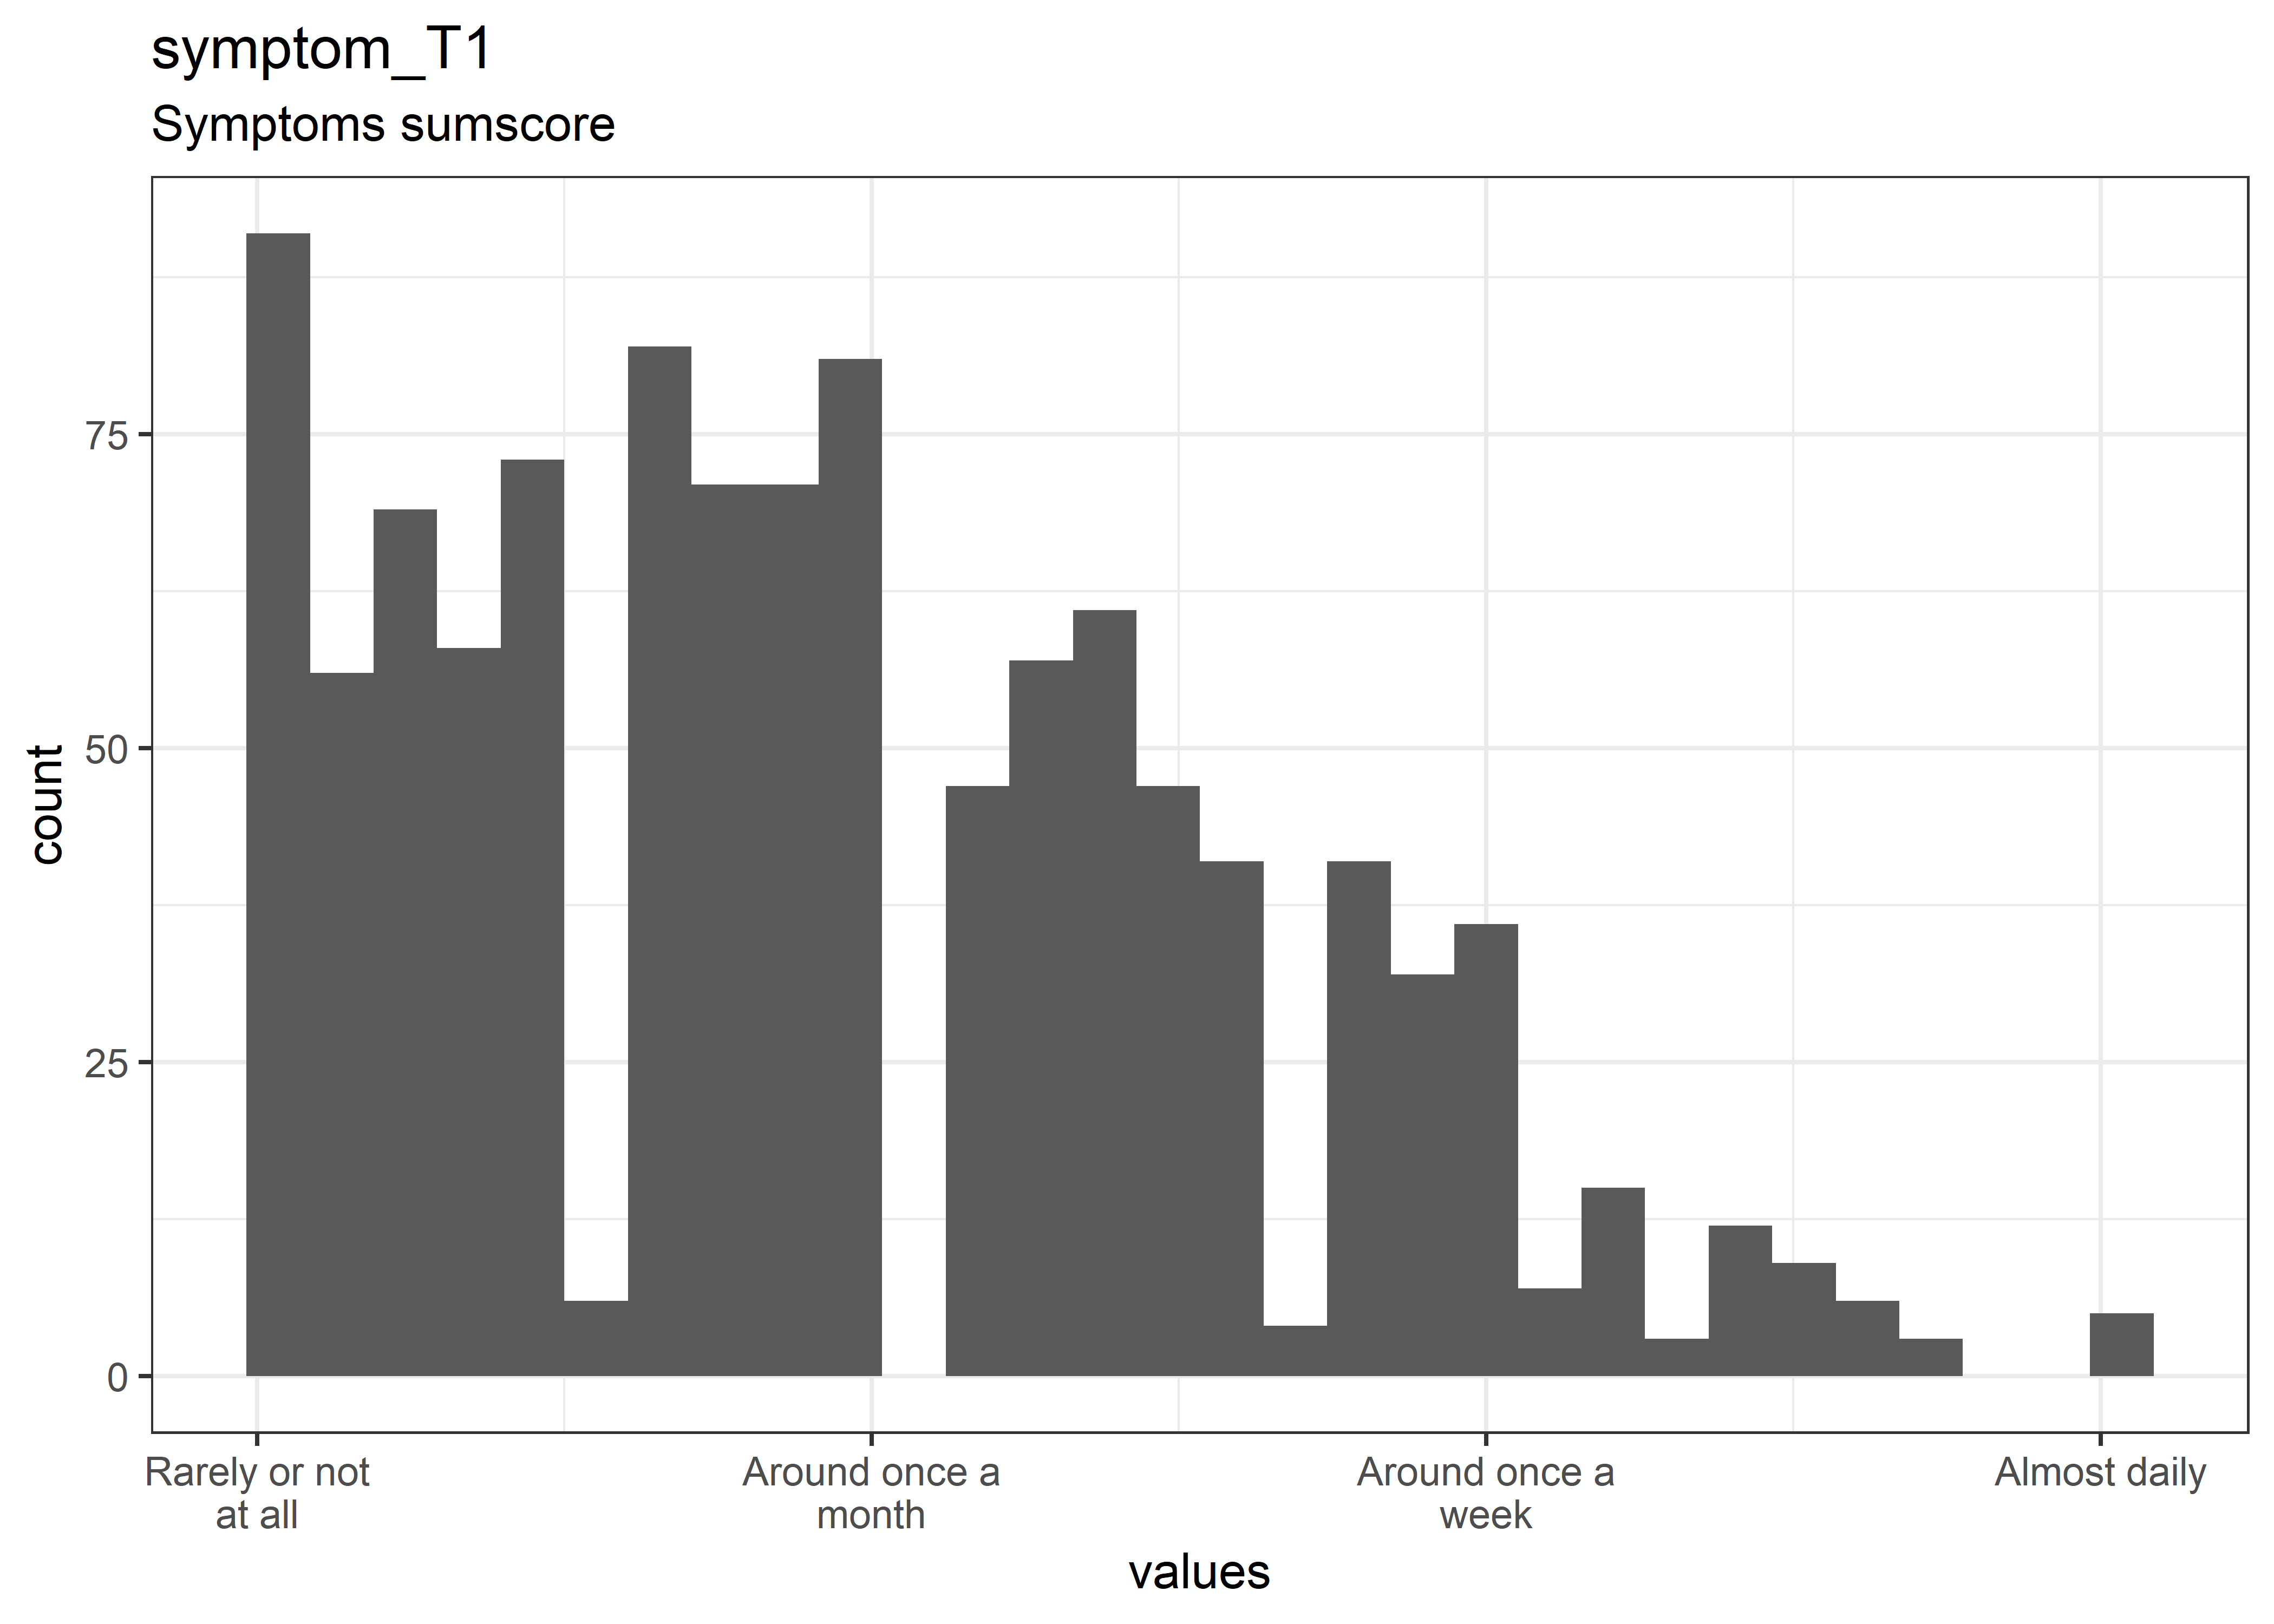 symptom_T1
Symptoms sumscore
count
75
50
25
0
Rarely or not
at all
Around once a
month
Around once a
week
Almost daily
values